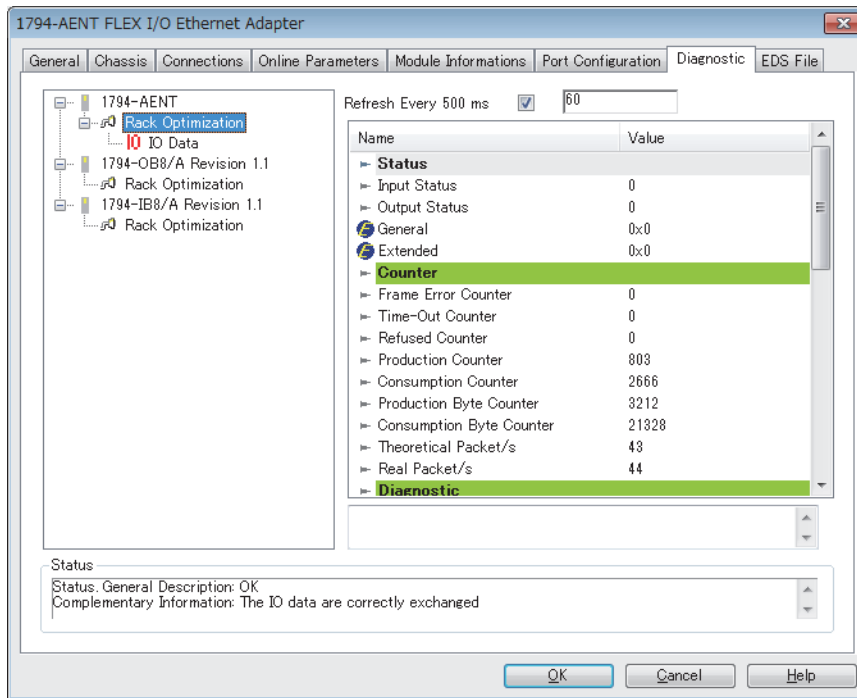 1794-AENT FLEX I/O Ethernet Adapter
General Chassis Connections Online Parameters Module Informations Port Configuration Diagnostic EDS File
1794-AENT
Rack Optimization
IO IO Data
1794-OB8/A Revision 1.1
Rack Optimization
1794-IB8/A Revision 1.1
Rack Optimization
Refresh Every 500 ms 60
Name Value
Status
Input Status 0
Output Status 0
General 0x0
Extended 0x0
Counter
Frame Error Counter 0
Time-Out Counter 0
Refused Counter 0
Production Counter 803
Consumption Counter 2666
Production Byte Counter 3212
Consumption Byte Counter 21328
Theoretical Packet/s 43
Real Packet/s 44
Diagnostic
Status
Status. General Description: OK
Complementary Information: The IO data are correctly exchanged
OK Cancel Help